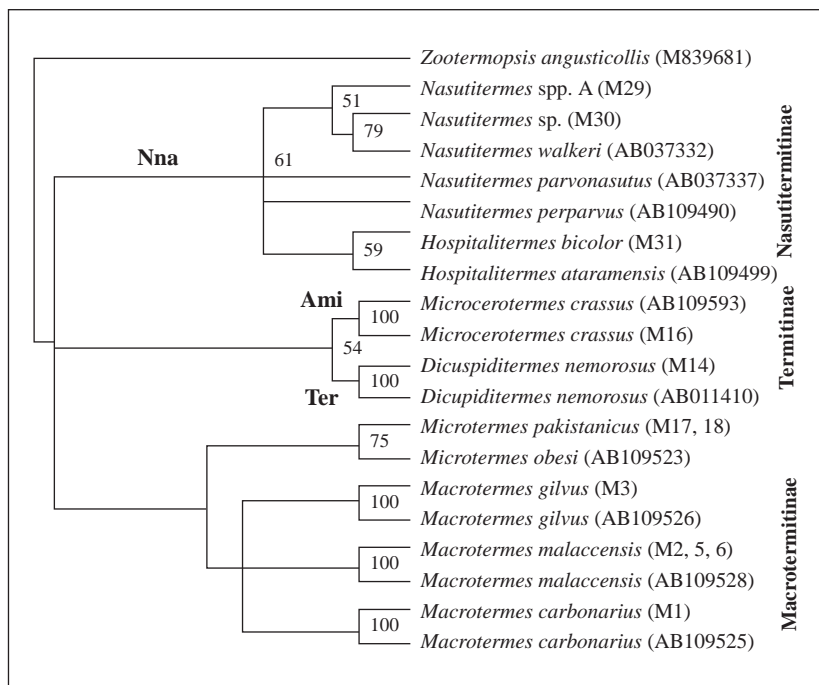 Zootermopsis angusticollis (M839681)
Nasutitermes spp. A (M29)
51
Nasutitermes sp. (M30)
79
Nasutitermes walkeri (AB037332)
Nna
61
Nasutitermes parvonasutus (AB037337)
Nasutitermes perparvus (AB109490)
Hospitalitermes bicolor (M31)
59
Hospitalitermes ataramensis (AB109499)
Nasutitermitinae
Ami
Microcerotermes crassus (AB109593)
100
Microcerotermes crassus (M16)
54
Dicuspiditermes nemorosus (M14)
100
Ter
Dicupiditermes nemorosus (AB011410)
Termitinae
Microtermes pakistanicus (M17, 18)
75
Microtermes obesi (AB109523)
Macrotermes gilvus (M3)
100
Macrotermes gilvus (AB109526)
Macrotermes malaccensis (M2, 5, 6)
100
Macrotermes malaccensis (AB109528)
Macrotermes carbonarius (M1)
100
Macrotermes carbonarius (AB109525)
Macrotermitinae